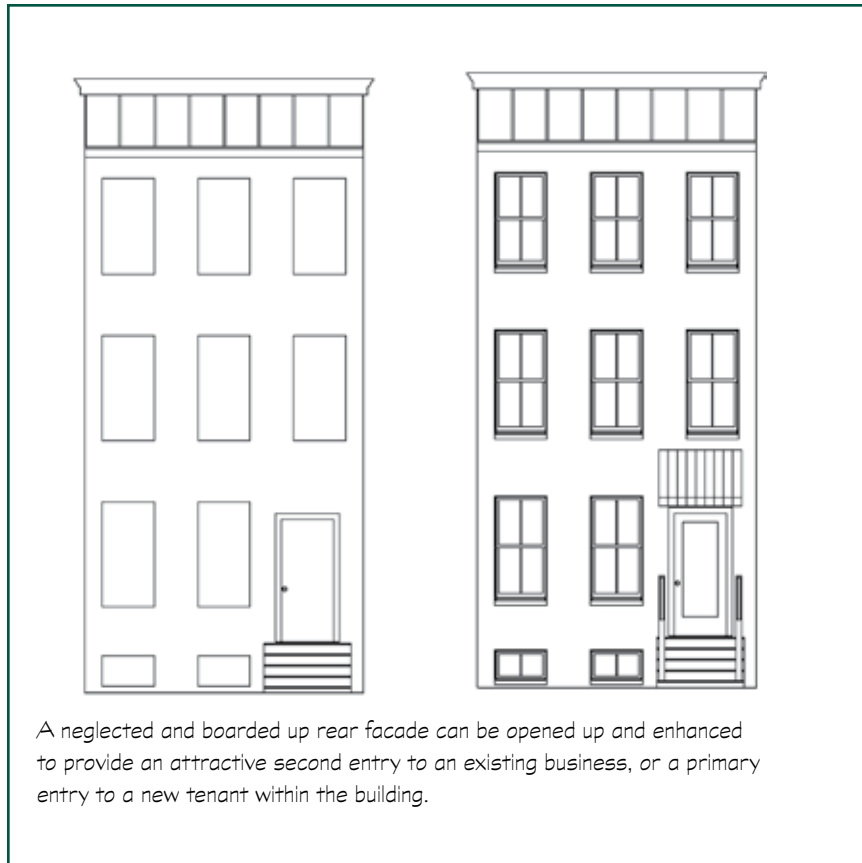 A neglected and boarded up rear facade can be opened up and enhanced
to provide an attractive second entry to an existing business, or a primary
entry to a new tenant within the building.